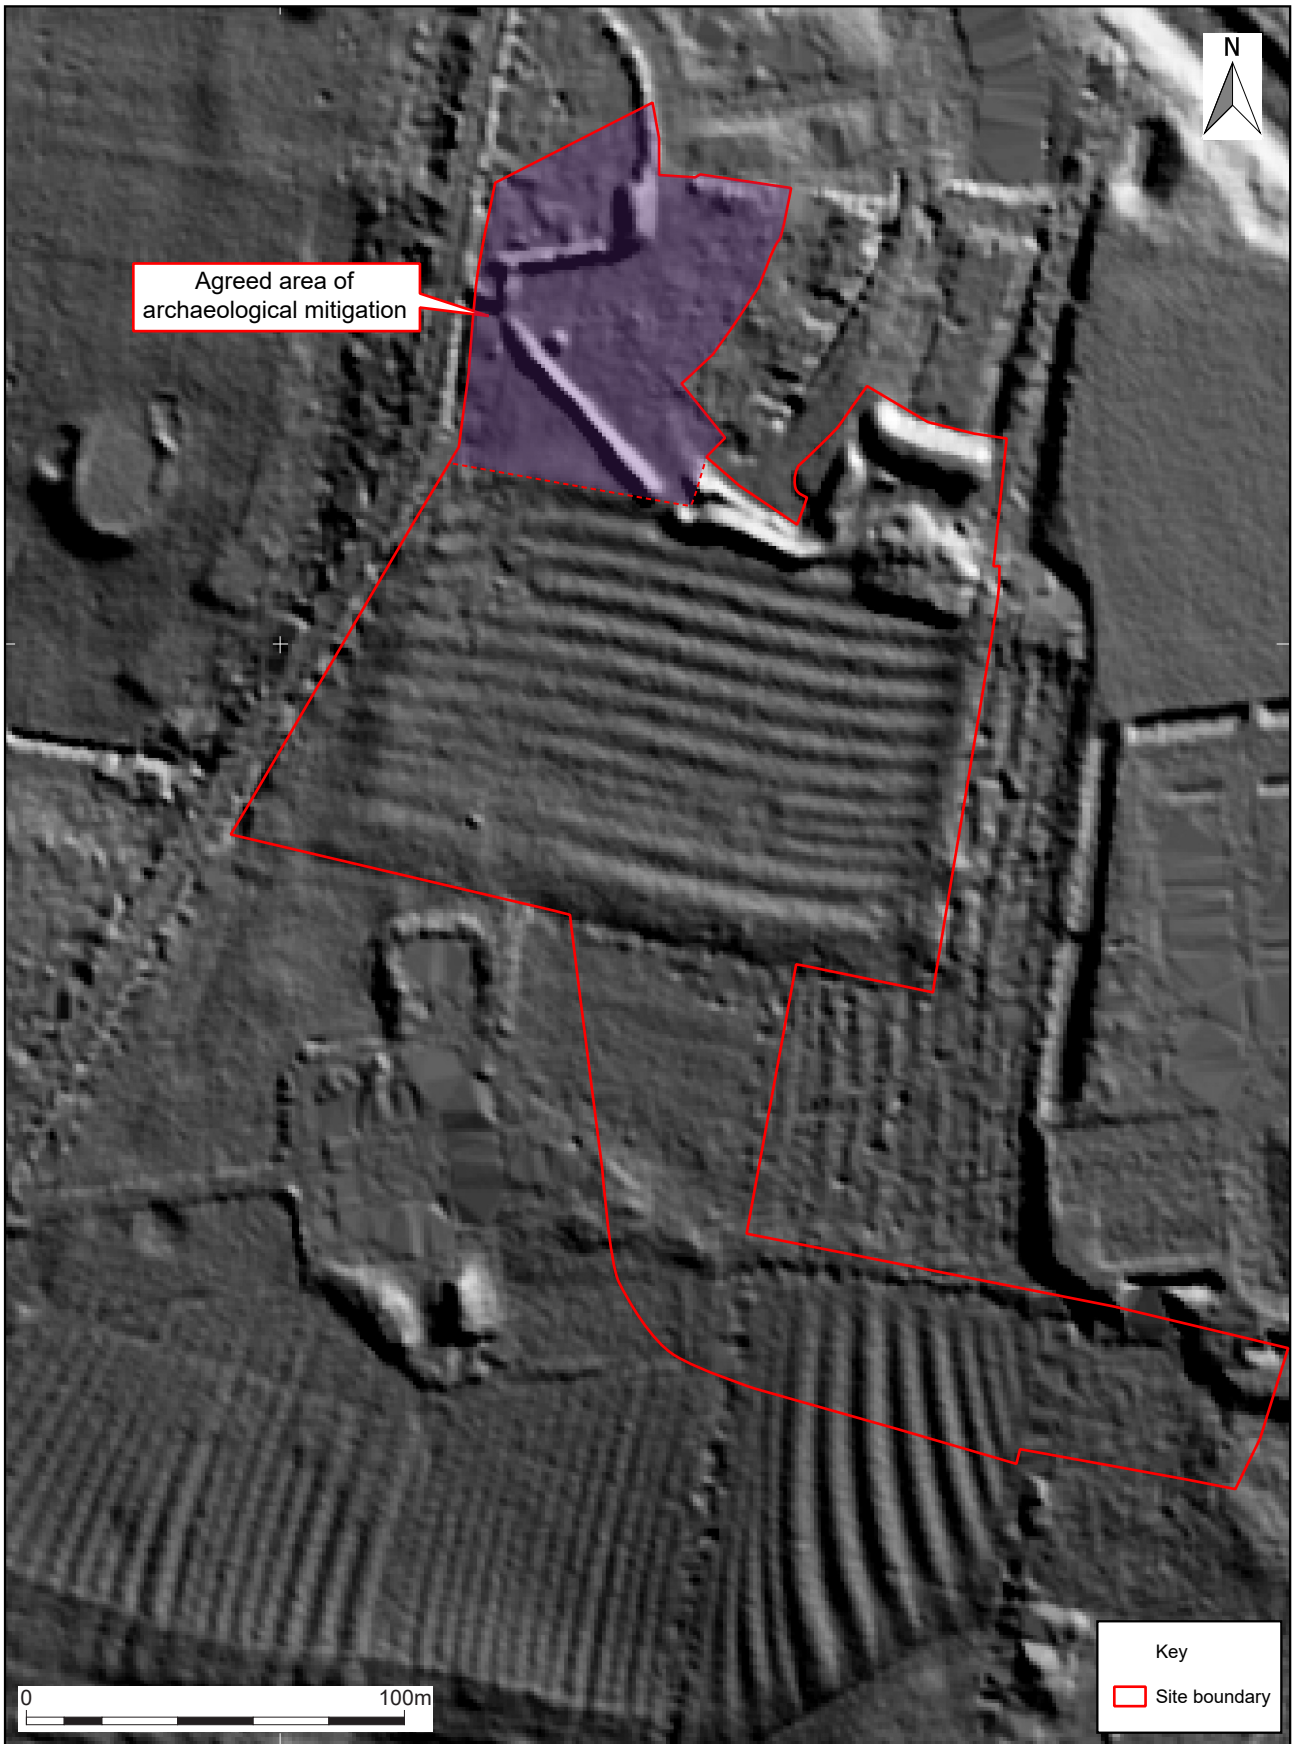 N
Agreed area of
archaeological mitigation
Key
Site boundary
0 100m